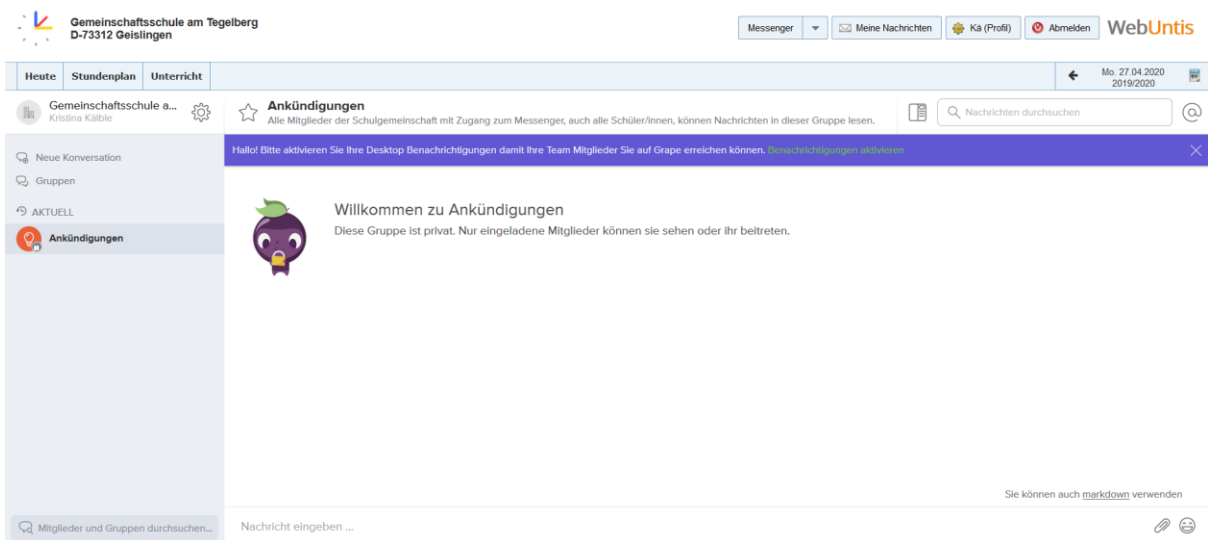 Gemeinschaftsschule am Tegelberg
D-73312 Geislingen
Messenger
Meine Nachrichten
Kä (Profil)
Abmelden
WebUntis
Heute
Stundenplan
Unterricht
Mo. 27.04.2020
2019/2020
Gemeinschaftsschule a...
Kristina Kälble
Ankündigungen
Alle Mitglieder der Schulgemeinschaft mit Zugang zum Messenger, auch alle Schüler/innen, können Nachrichten in dieser Gruppe lesen.
Nachrichten durchsuchen
Neue Konversation
Gruppen
AKTUELL
Ankündigungen
Hallo! Bitte aktivieren Sie Ihre Desktop Benachrichtigungen damit Ihre Team Mitglieder Sie auf Grape erreichen können. Benachrichtigungen aktivieren
Willkommen zu Ankündigungen
Diese Gruppe ist privat. Nur eingeladene Mitglieder können sie sehen oder ihr beitreten.
Sie können auch markdown verwenden
Mitglieder und Gruppen durchsuchen...
Nachricht eingeben ...